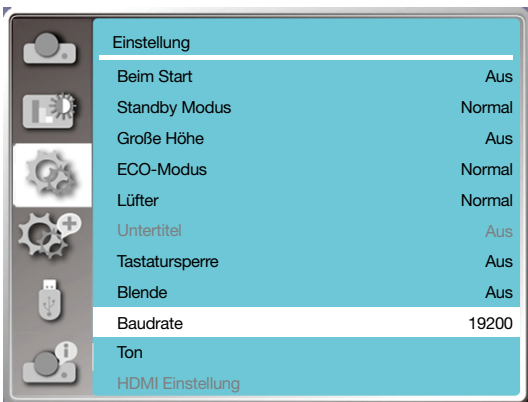 Einstellung
Beim Start Aus
Standby Modus Normal
Große Höhe Aus
ECO-Modus Normal
Lüfter Normal
Untertitel Aus
Tastatursperre Aus
Blende Aus
Baudrate 19200
Ton
HDMI Einstellung